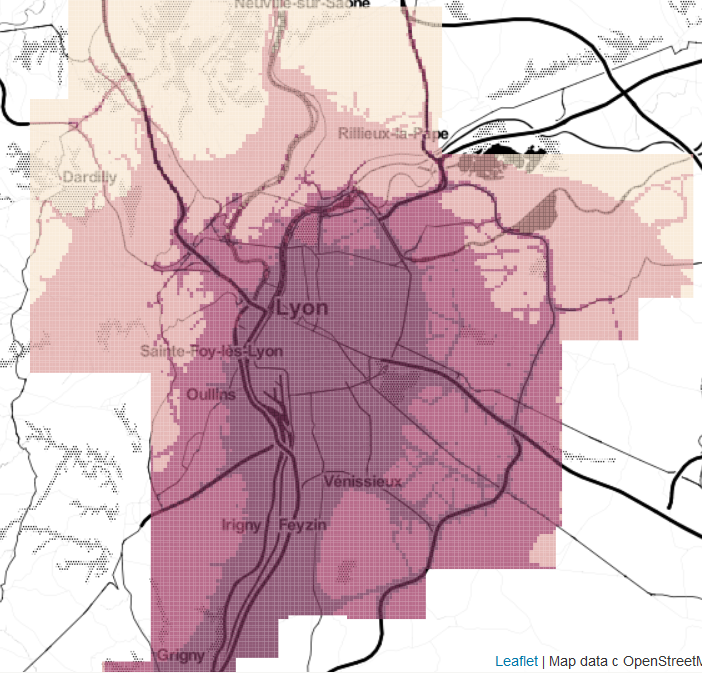 Neuville-sur-Saône
Rillieux-la-Pape
Dardilly
Lyon
Sainte-Foy-lès-Lyon
Oullins
Vénissieux
Irigny
Feyzin
Grigny
Leaflet | Map data c OpenStreetM